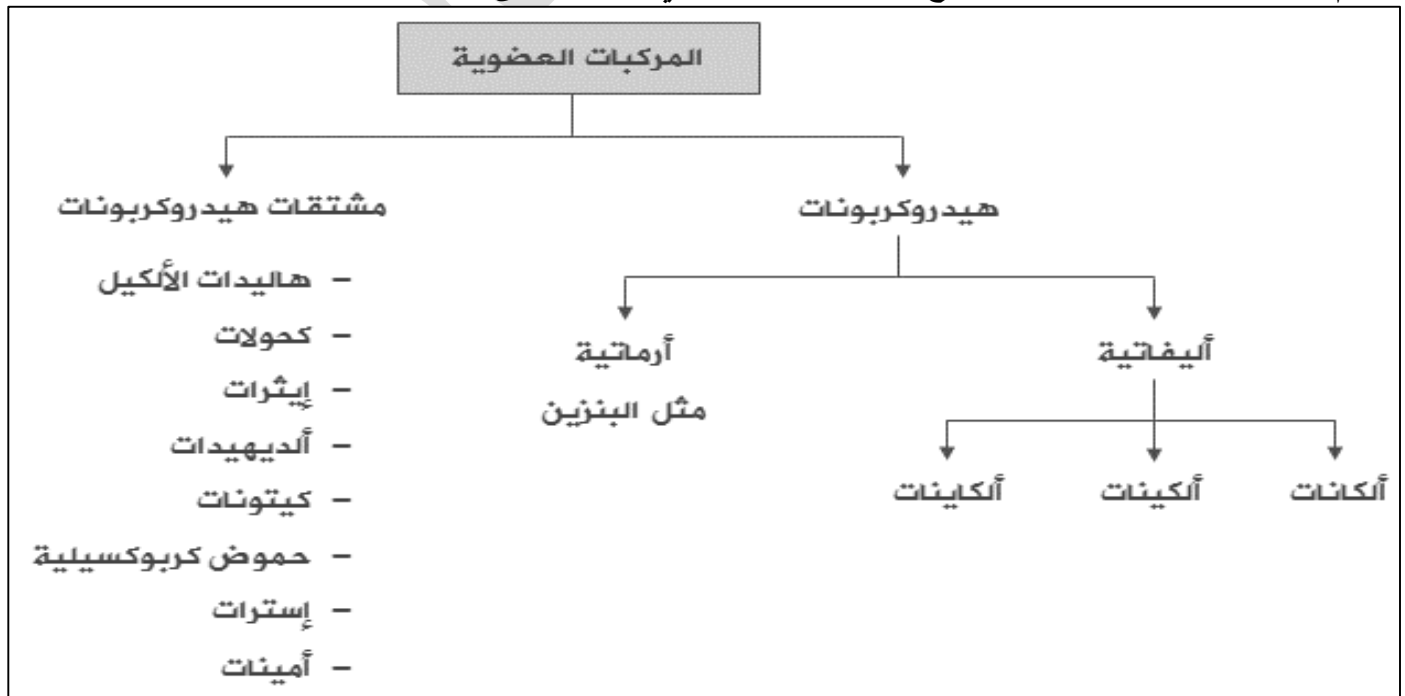 المركبات العضوية
هيدروكربونات
مشتقات هيدروكربونات
أليفاتية
أرماتية
مثل البنزين
ألكانات
ألكينات
ألكاينات
– هاليدات الألكيل
– كحولات
– إيثرات
– ألديهيدات
– كيتونات
– حموض كربوكسيلية
– إسترات
– أمينات